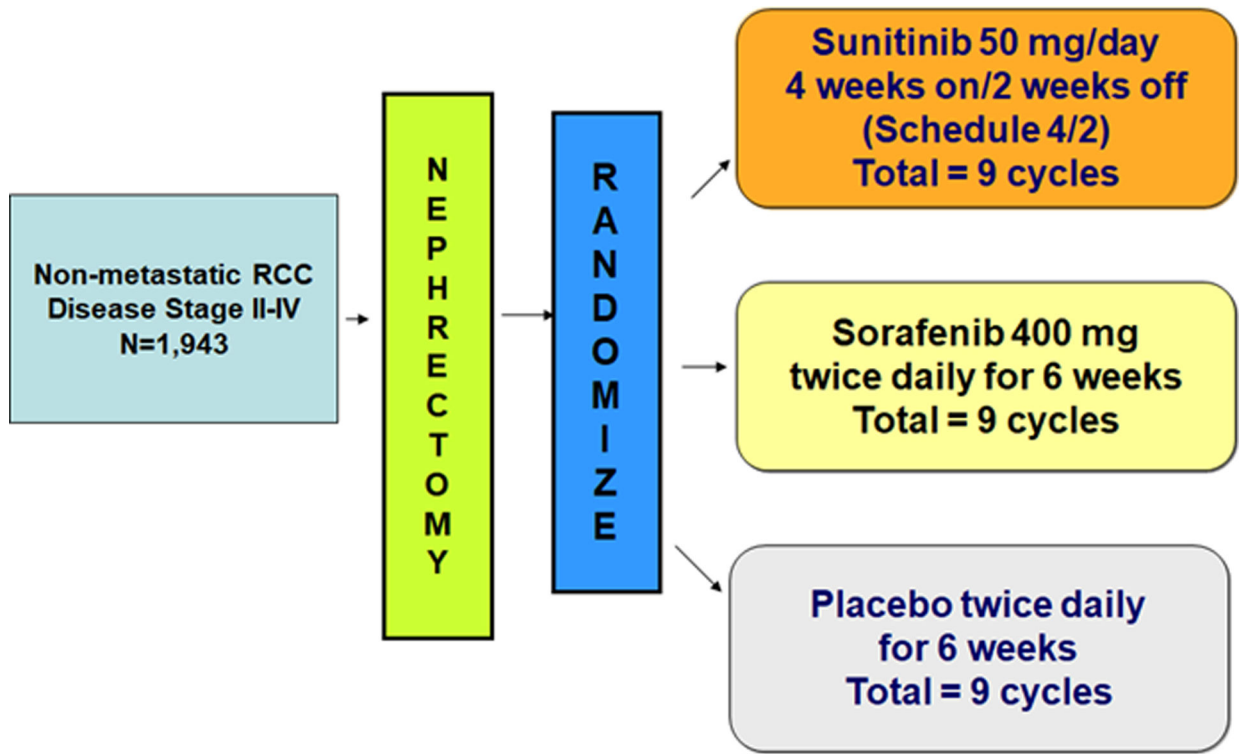 Non-metastatic RCC
Disease Stage II-IV
N=1,943
NEPHRECTOMY
RANDOMIZE
Sunitinib 50 mg/day
4 weeks on/2 weeks off
(Schedule 4/2)
Total = 9 cycles
Sorafenib 400 mg
twice daily for 6 weeks
Total = 9 cycles
Placebo twice daily
for 6 weeks
Total = 9 cycles